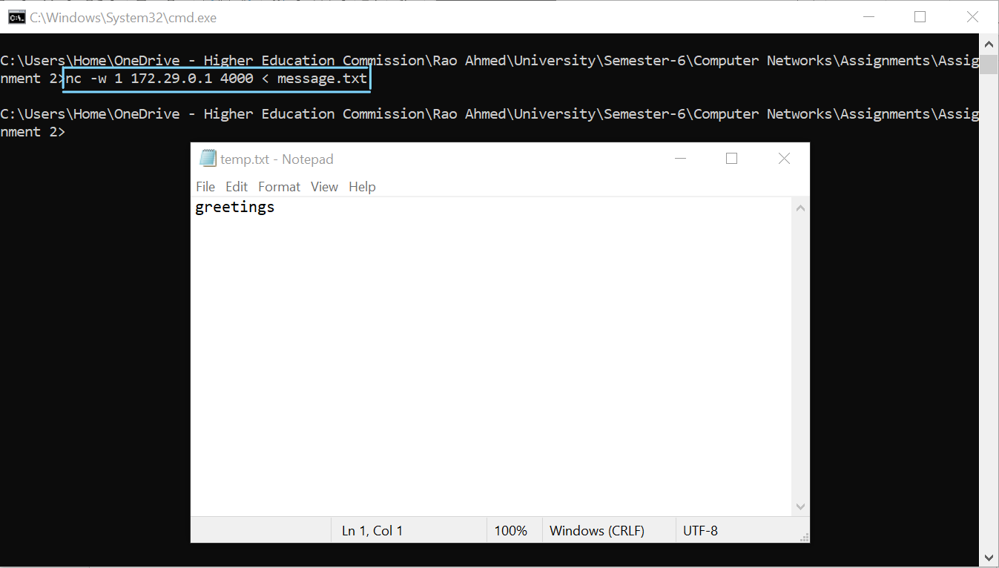 C:\Windows\System32\cmd.exe
C:\Users\Home\OneDrive - Higher Education Commission\Rao Ahmed\University\Semester-6\Computer Networks\Assignments\Assig
nment 2>nc -w 1 172.29.0.1 4000 < message.txt
C:\Users\Home\OneDrive - Higher Education Commission\Rao Ahmed\University\Semester-6\Computer Networks\Assignments\Assig
nment 2>
temp.txt - Notepad
File Edit Format View Help
greetings
Ln 1, Col 1 100% Windows (CRLF) UTF-8